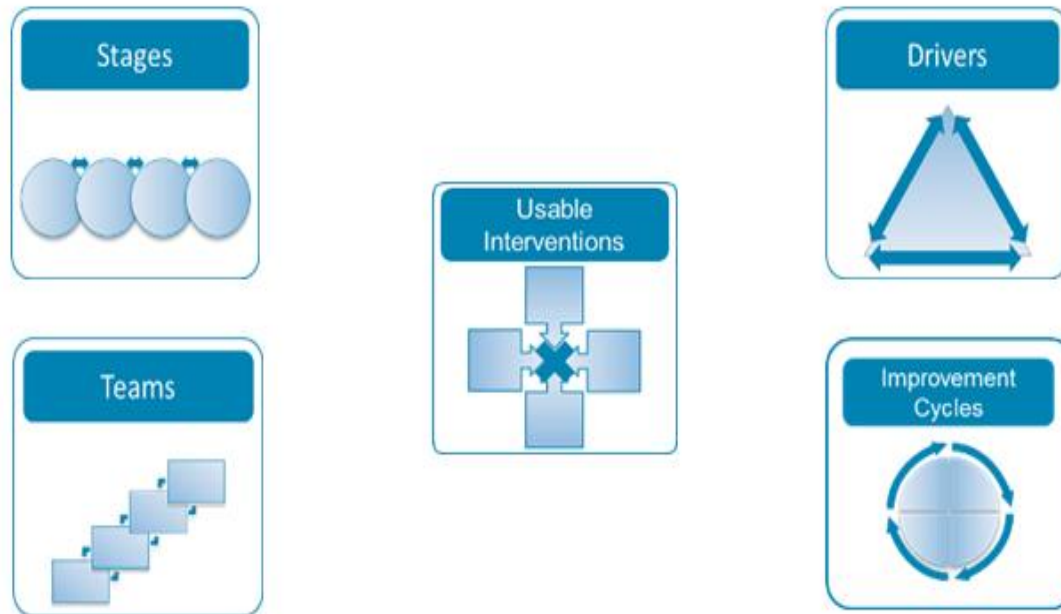 Stages
Drivers
Usable
Interventions
Teams
Improvement
Cycles